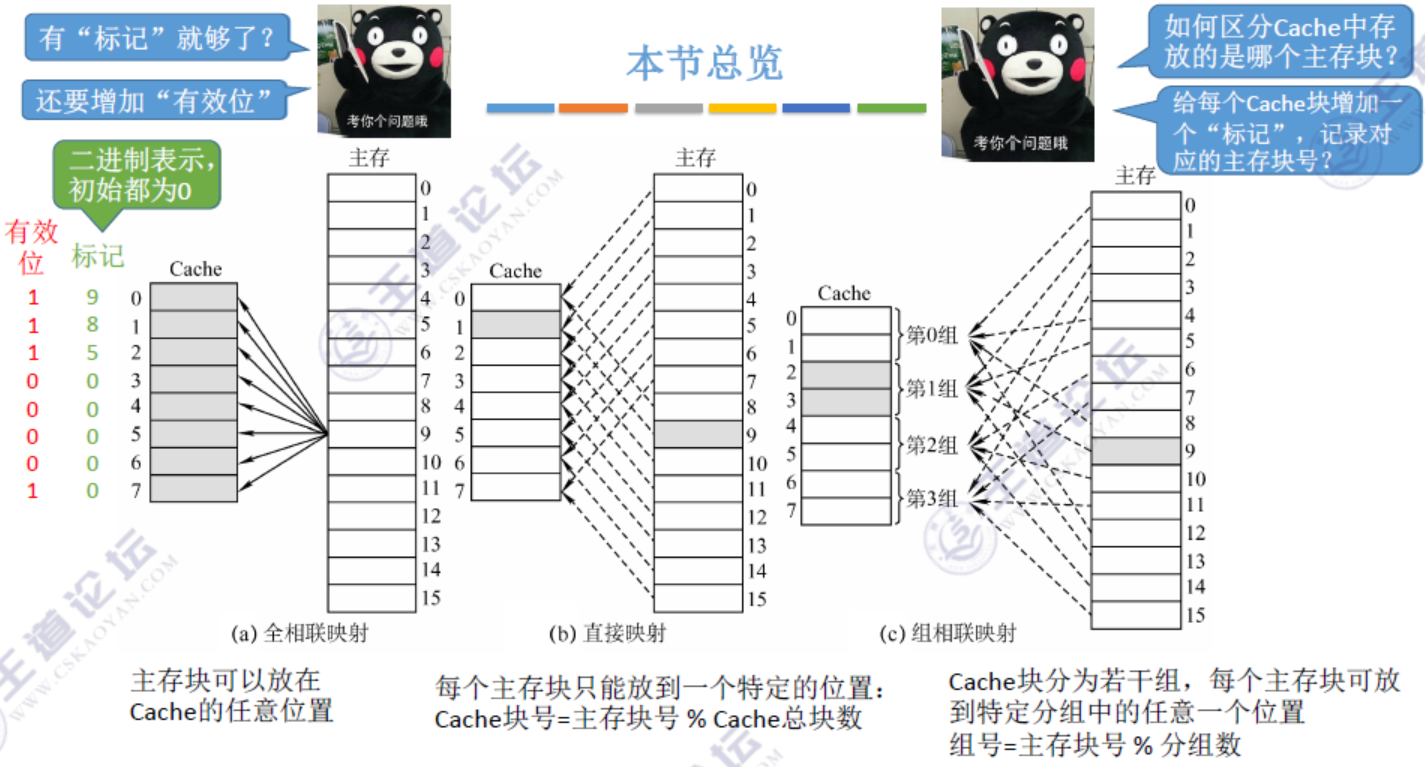 有“标记”就够了？
还要增加“有效位”
考你个问题哦
本节总览
考你个问题哦
如何区分Cache中存
放的是哪个主存块？
给每个Cache块增加一
个“标记”，记录对
应的主存块号？
二进制表示，
初始都为0
有效
位
标记
1 9
1 8
1 5
0 0
0 0
0 0
0 0
1 0
Cache
0
1
2
3
4
5
6
7
主存
0
1
2
3
4
5
6
7
8
9
10
11
12
13
14
15
(a) 全相联映射
主存块可以放在
Cache的任意位置
Cache
0
1
2
3
4
5
6
7
主存
0
1
2
3
4
5
6
7
8
9
10
11
12
13
14
15
(b) 直接映射
每个主存块只能放到一个特定的位置：
Cache块号=主存块号 % Cache总块数
Cache
0
1
2
3
4
5
6
7
第0组
第1组
第2组
第3组
主存
0
1
2
3
4
5
6
7
8
9
10
11
12
13
14
15
(c) 组相联映射
Cache块分为若干组，每个主存块可放
到特定分组中的任意一个位置
组号=主存块号 % 分组数
王道论坛
WWW.CSKAOYAN.COM